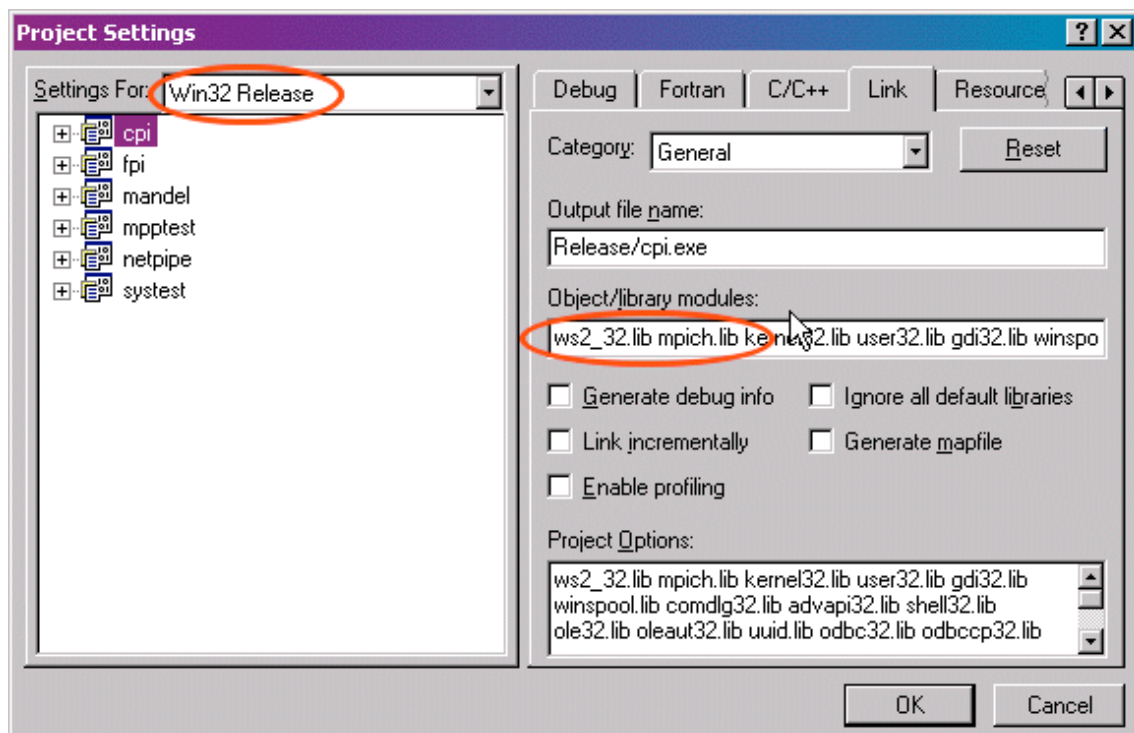 Project Settings
Settings For: Win32 Release
cpi
fpi
mandel
mpptest
netpipe
systest
Debug Fortran C/C++ Link Resource
Category: General Reset
Output file name:
Release/cpi.exe
Object/library modules:
ws2_32.lib mpich.lib kernel32.lib user32.lib gdi32.lib winspo
Generate debug info Ignore all default libraries
Link incrementally Generate mapfile
Enable profiling
Project Options:
ws2_32.lib mpich.lib kernel32.lib user32.lib gdi32.lib
winspool.lib comdlg32.lib advapi32.lib shell32.lib
ole32.lib oleaut32.lib uuid.lib odbc32.lib odbccp32.lib
OK Cancel